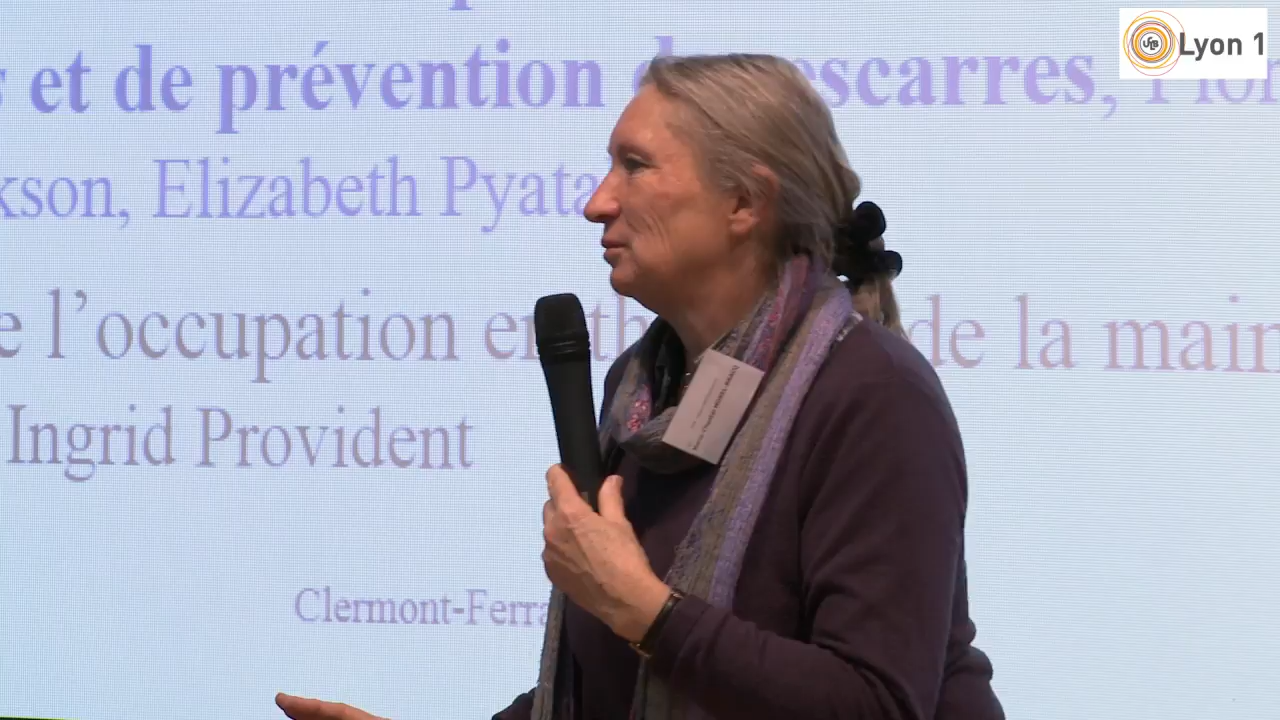 et de prévention escarres,
kson, Elizabeth Pyata
e l'occupation en th de la main
Ingrid Provident
Clermont-Ferra
Lyon 1